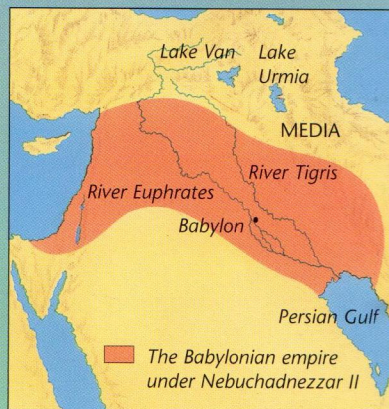 Lake Van
Lake
Urmia
MEDIA
River Tigris
River Euphrates
Babylon
Persian Gulf
The Babylonian empire
under Nebuchadnezzar II